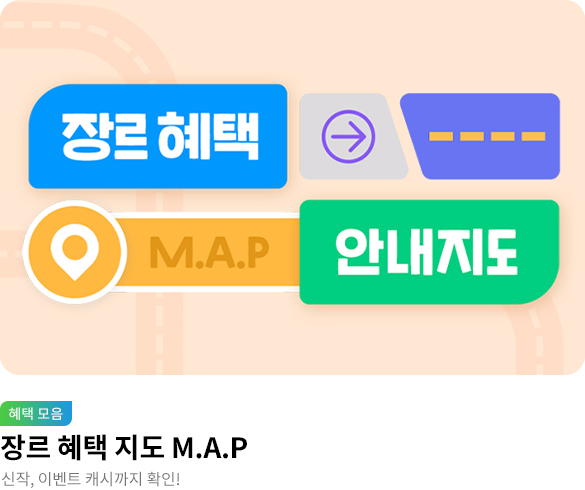 장르 혜택
M.A.P
안내지도
혜택 모음
장르 혜택 지도 M.A.P
신작, 이벤트 캐시까지 확인!